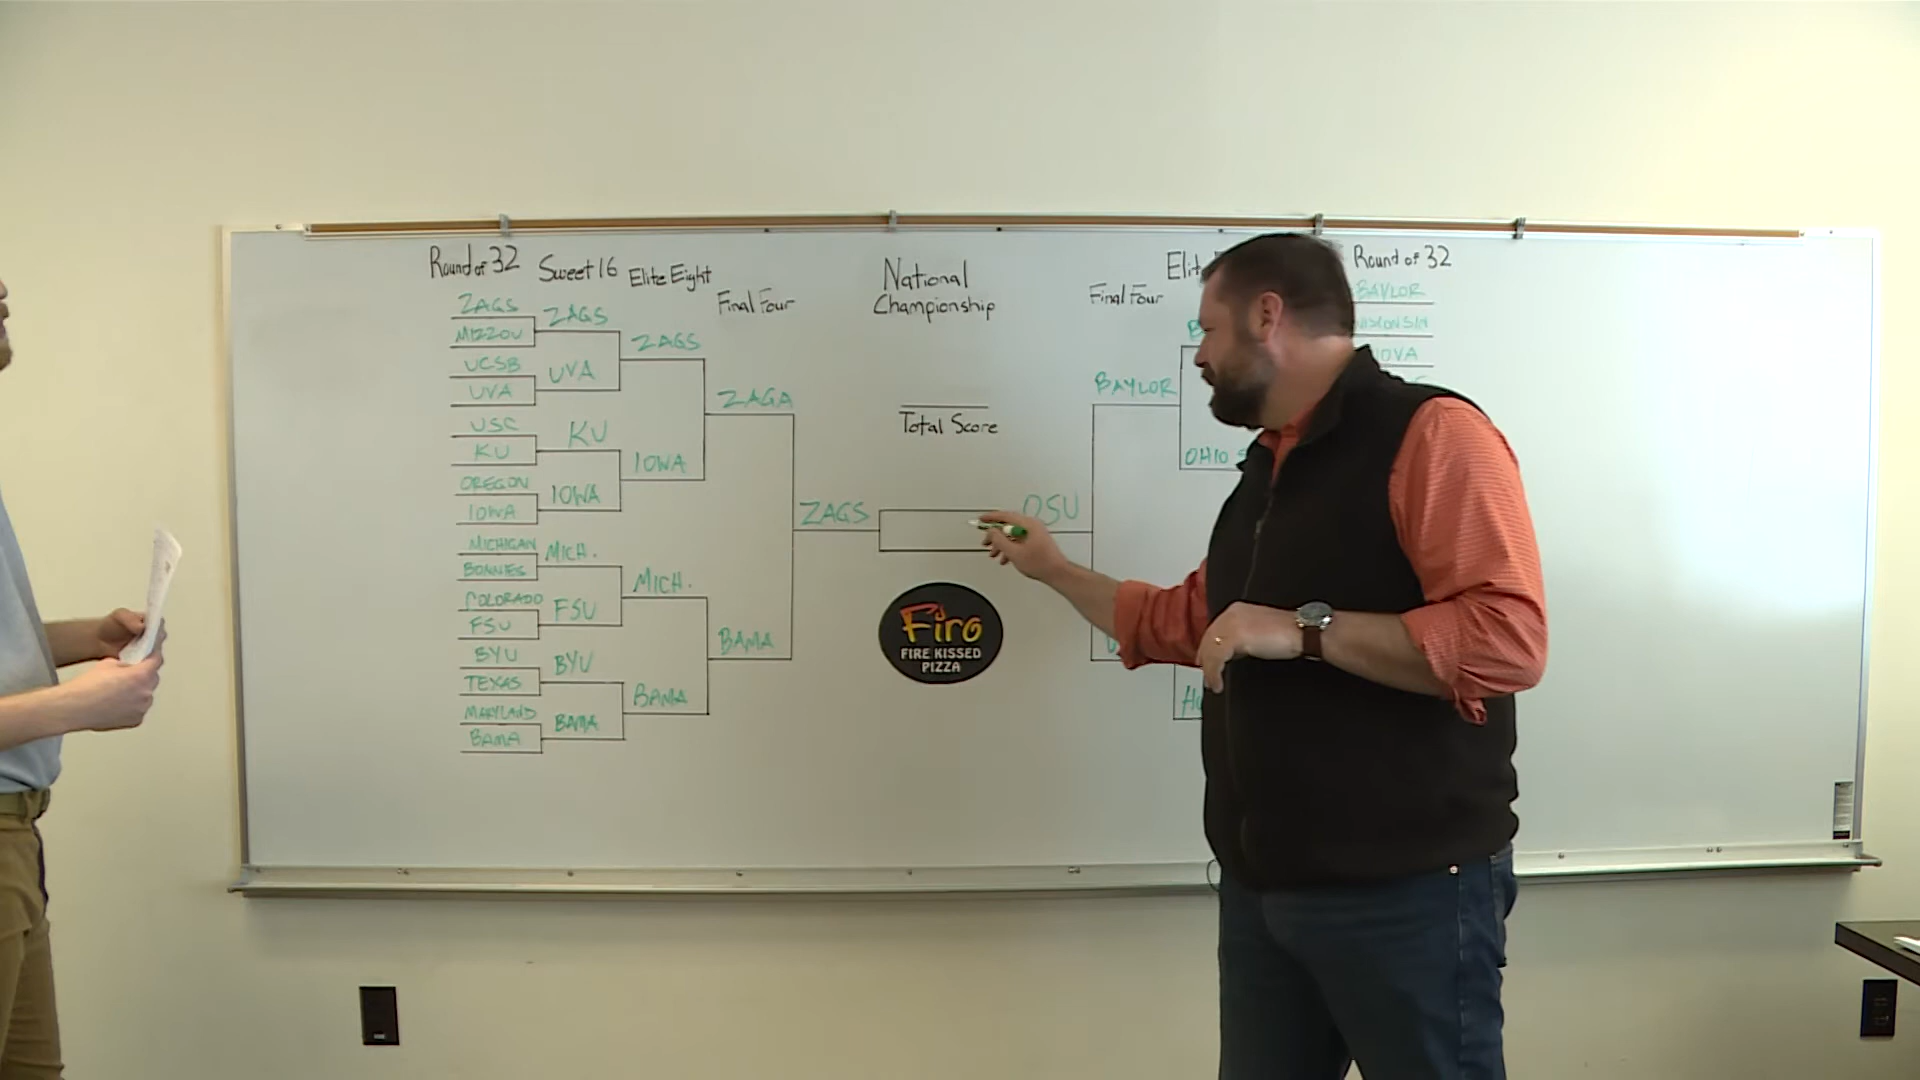 Round of 32
Sweet 16
Elite Eight
Final Four
National
Championship
Final Four
Round of 32
ZAGS
MIZZOU
UCSB
UVA
USC
KU
OREGON
IOWA
MICHIGAN
BONNIES
COLORADO
FSU
BYU
TEXAS
MARYLAND
BAMA
ZAGS
UVA
KU
IOWA
MICH.
FSU
BYU
BAMA
ZAGS
IOWA
MICH.
BAMA
ZAGA
BAMA
ZAGS
Total Score
Firo
FIRE KISSED
PIZZA
OSU
BAYLOR
OHIO
BAYLOR